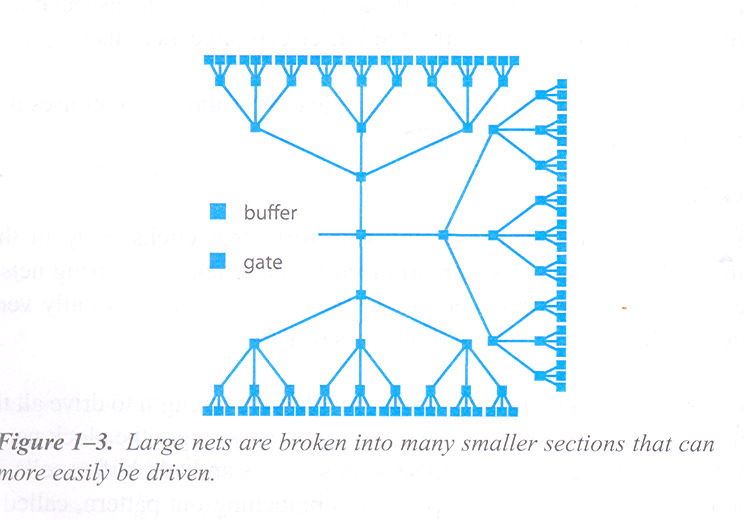 buffer
gate
Figure 1–3. Large nets are broken into many smaller sections that can
more easily be driven.